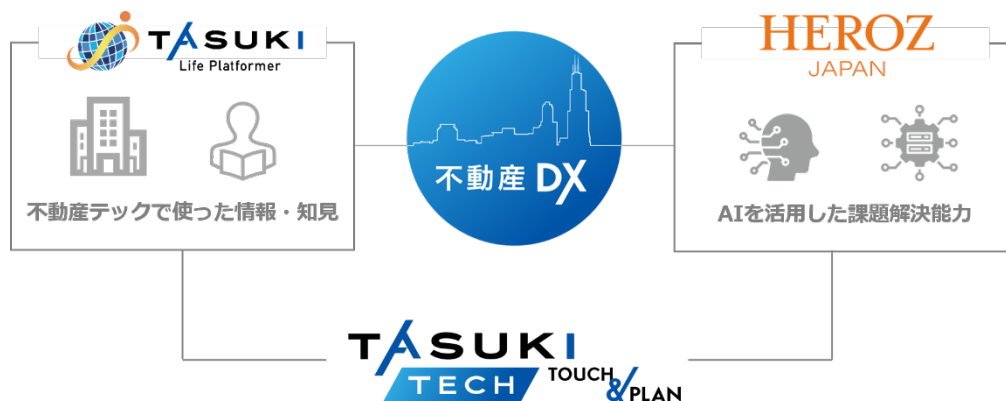 TASUKI
Life Platformer
不動産テックで使った情報・知見
不動産 DX
HEROZ
JAPAN
AIを活用した課題解決能力
TASUKI
TECH
TOUCH
&PLAN